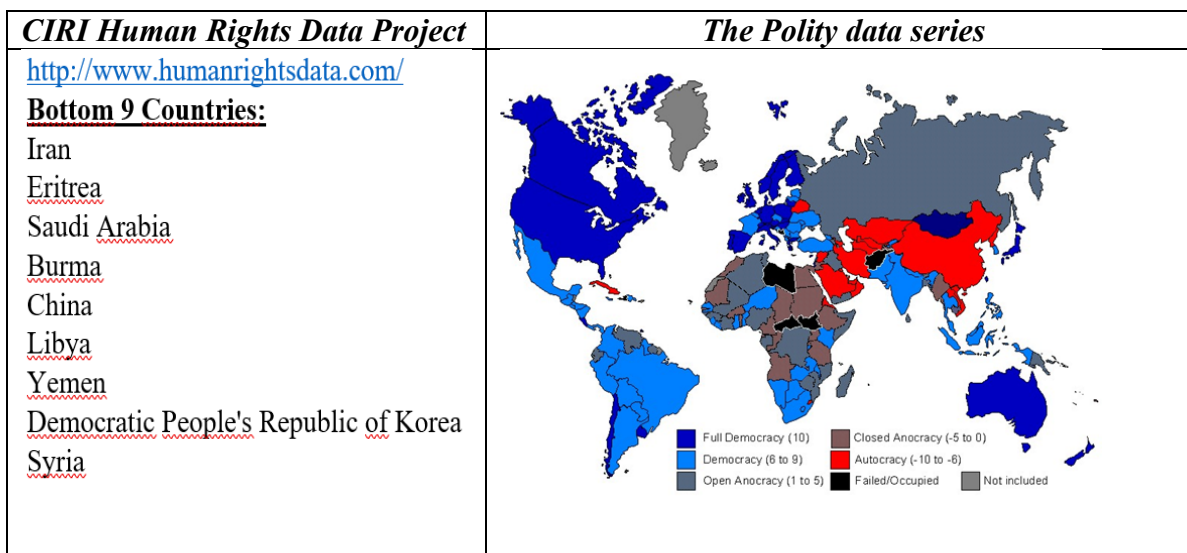 CIRI Human Rights Data Project
http://www.humanrightsdata.com/
Bottom 9 Countries:
Iran
Eritrea
Saudi Arabia
Burma
China
Libya
Yemen
Democratic People's Republic of Korea
Syria
The Polity data series
Full Democracy (10)
Closed Anocracy (-5 to 0)
Democracy (6 to 9)
Autocracy (-10 to -6)
Open Anocracy (1 to 5)
Failed/Occupied
Not included